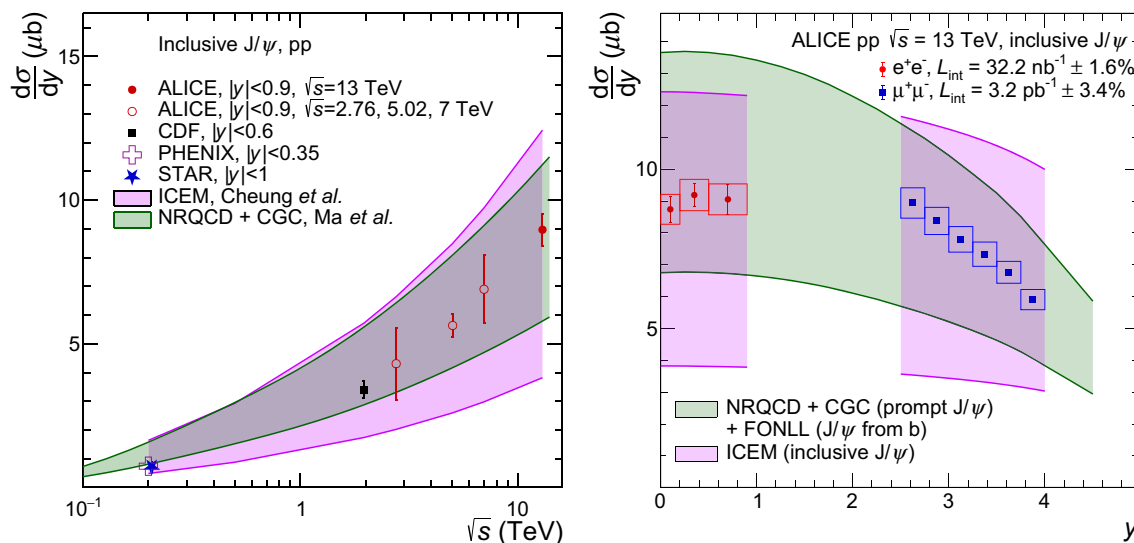 dσ/dy (μb)
15
10
5
Inclusive J/ψ, pp
ALICE, |y|<0.9, √s=13 TeV
ALICE, |y|<0.9, √s=2.76, 5.02, 7 TeV
CDF, |y|<0.6
PHENIX, |y|<0.35
STAR, |y|<1
ICEM, Cheung et al.
NRQCD + CGC, Ma et al.
10⁻¹ 1 10
√s (TeV)
dσ/dy (μb)
15
10
5
ALICE pp √s = 13 TeV, inclusive J/ψ
e⁺e⁻, L_int = 32.2 nb⁻¹ ± 1.6%
μ⁺μ⁻, L_int = 3.2 pb⁻¹ ± 3.4%
NRQCD + CGC (prompt J/ψ)
+ FONLL (J/ψ from b)
ICEM (inclusive J/ψ)
0 1 2 3 4
y